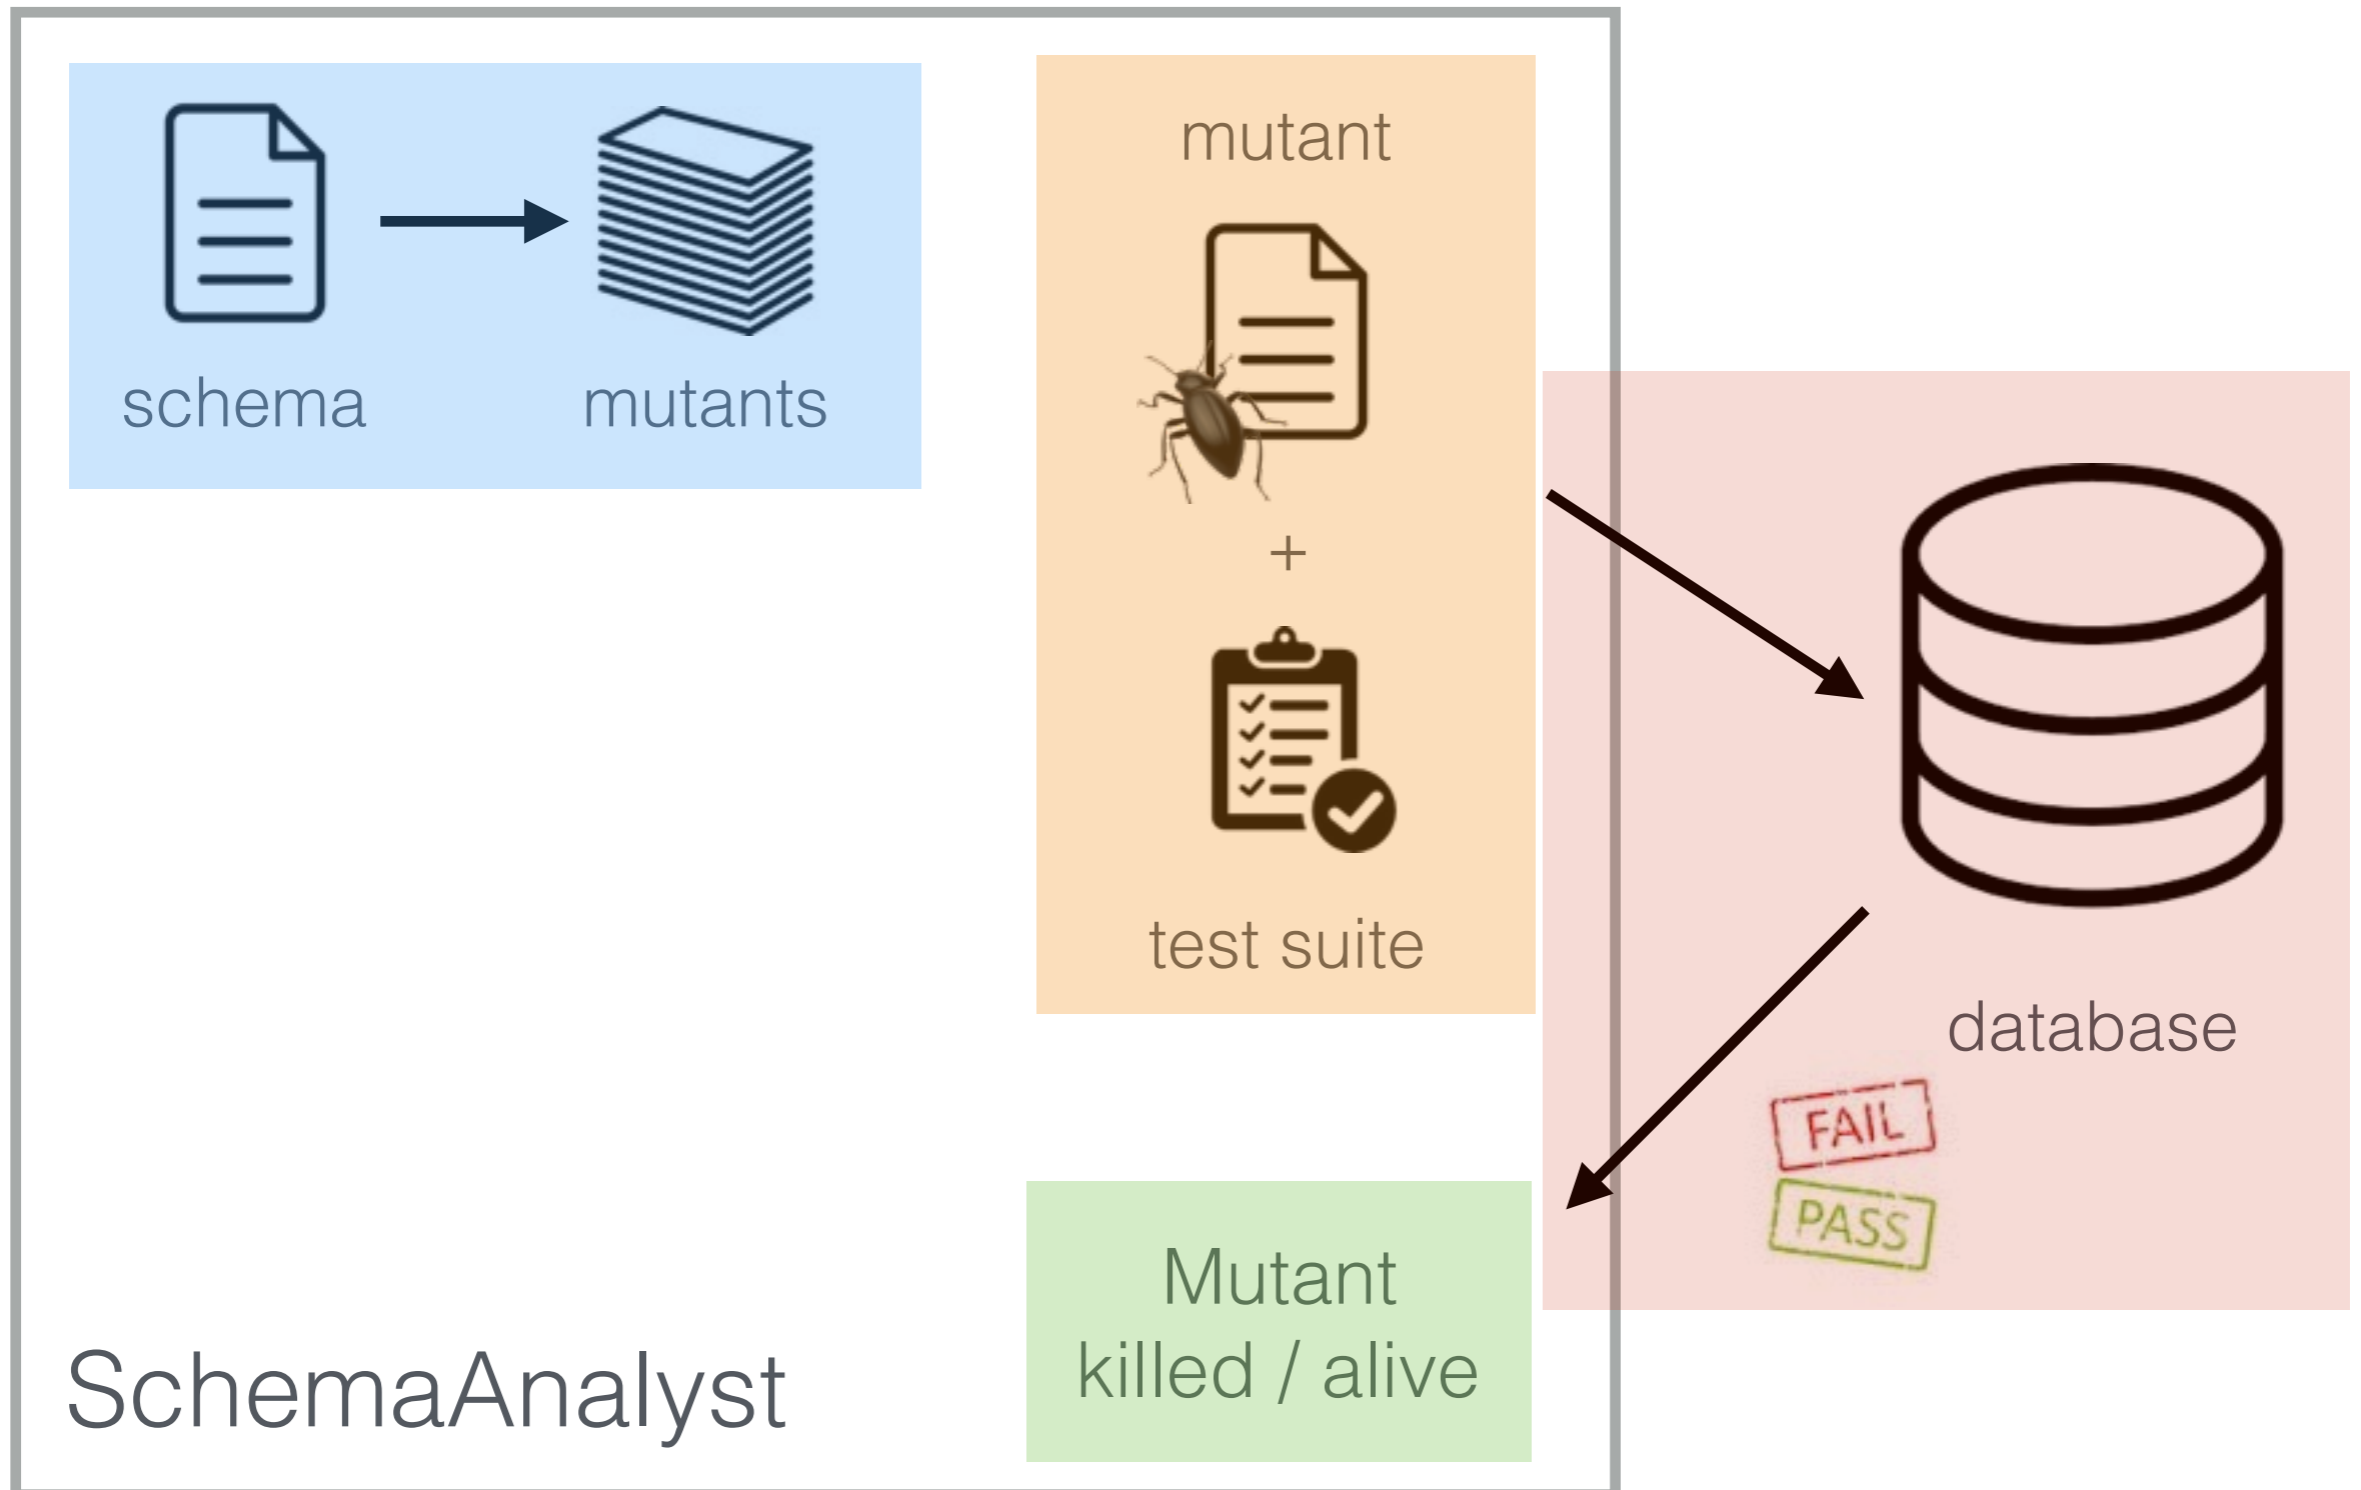 schema
mutants
mutant
+
test suite
database
FAIL
PASS
Mutant
killed / alive
SchemaAnalyst